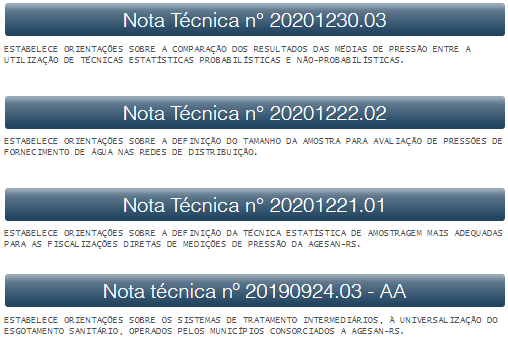 Nota Técnica n° 20201230.03
ESTABELECE ORIENTAÇÕES SOBRE A COMPARAÇÃO DOS RESULTADOS DAS MÉDIAS DE PRESSÃO ENTRE A
UTILIZAÇÃO DE TÉCNICAS ESTATÍSTICAS PROBABILÍSTICAS E NÃO-PROBABILÍSTICAS.
Nota Técnica n° 20201222.02
ESTABELECE ORIENTAÇÕES SOBRE A DEFINIÇÃO DO TAMANHO DA AMOSTRA PARA AVALIAÇÃO DE PRESSÕES DE
FORNECIMENTO DE ÁGUA NAS REDES DE DISTRIBUIÇÃO.
Nota Técnica n° 20201221.01
ESTABELECE ORIENTAÇÕES SOBRE A DEFINIÇÃO DA TÉCNICA ESTATÍSTICA DE AMOSTRAGEM MAIS ADEQUADAS
PARA AS FISCALIZAÇÕES DIRETAS DE MEDIÇÕES DE PRESSÃO DA AGESAN-RS.
Nota técnica nº 20190924.03 - AA
ESTABELECE ORIENTAÇÕES SOBRE OS SISTEMAS DE TRATAMENTO INTERMEDIÁRIOS, À UNIVERSALIZAÇÃO DO
ESGOTAMENTO SANITÁRIO, OPERADOS PELOS MUNICÍPIOS CONSORCIADOS A AGESAN-RS.